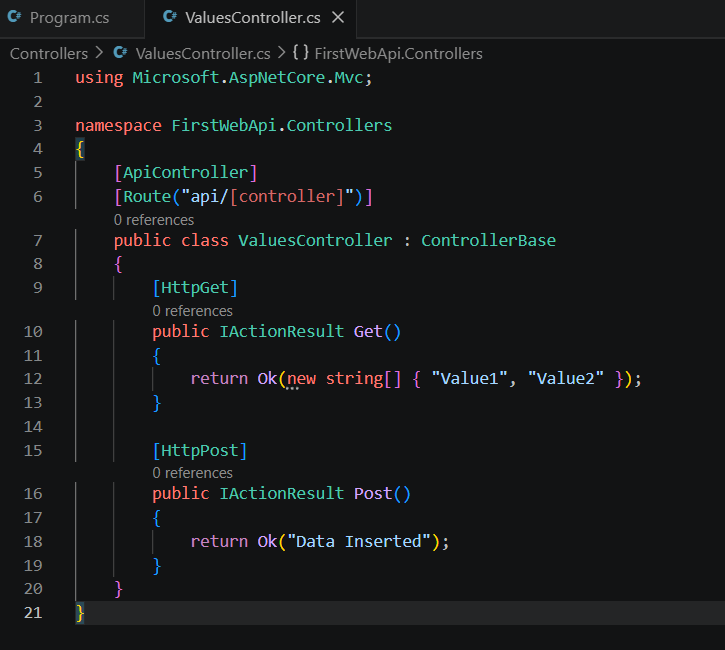 C# Program.cs C# ValuesController.cs ×
Controllers > C# ValuesController.cs > { } FirstWebApi.Controllers
1 using Microsoft.AspNetCore.Mvc;
2
3 namespace FirstWebApi.Controllers
4 {
5 [ApiController]
6 [Route("api/[controller]")]
0 references
7 public class ValuesController : ControllerBase
8 {
9 [HttpGet]
0 references
10 public IActionResult Get()
11 {
12 return Ok(new string[] { "Value1", "Value2" });
13 }
14
15 [HttpPost]
0 references
16 public IActionResult Post()
17 {
18 return Ok("Data Inserted");
19 }
20 }
21 }